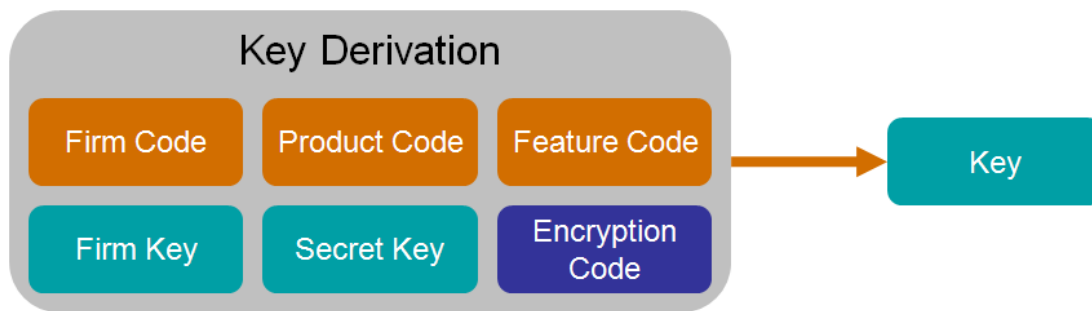 Key Derivation
Firm Code
Product Code
Feature Code
Key
Firm Key
Secret Key
Encryption
Code